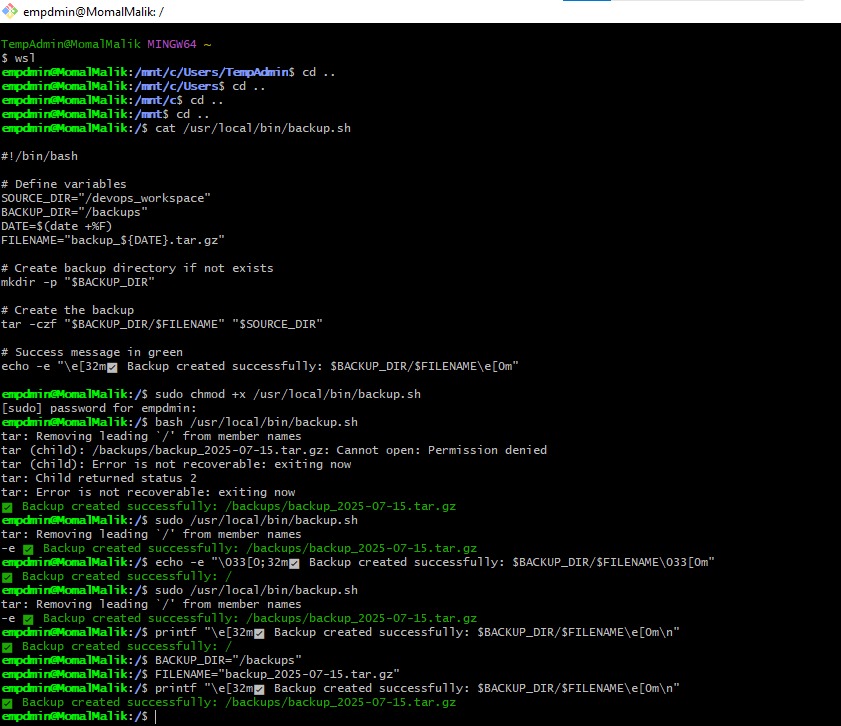 empdmin@MomalMalik: /
TempAdmin@MomalMalik MINGW64 ~
$ wsl
empdmin@MomalMalik:/mnt/c/Users/TempAdmin$ cd ..
empdmin@MomalMalik:/mnt/c/Users$ cd ..
empdmin@MomalMalik:/mnt/c$ cd ..
empdmin@MomalMalik:/mnt$ cd ..
empdmin@MomalMalik:/$ cat /usr/local/bin/backup.sh
#!/bin/bash
# Define variables
SOURCE_DIR="/devops_workspace"
BACKUP_DIR="/backups"
DATE=$(date +%F)
FILENAME="backup_${DATE}.tar.gz"
# Create backup directory if not exists
mkdir -p "$BACKUP_DIR"
# Create the backup
tar -czf "$BACKUP_DIR/$FILENAME" "$SOURCE_DIR"
# Success message in green
echo -e "\e[32m✅ Backup created successfully: $BACKUP_DIR/$FILENAME\e[0m"
empdmin@MomalMalik:/$ sudo chmod +x /usr/local/bin/backup.sh
[sudo] password for empdmin:
empdmin@MomalMalik:/$ bash /usr/local/bin/backup.sh
tar: Removing leading `/' from member names
tar (child): /backups/backup_2025-07-15.tar.gz: Cannot open: Permission denied
tar (child): Error is not recoverable: exiting now
tar: Child returned status 2
tar: Error is not recoverable: exiting now
✅ Backup created successfully: /backups/backup_2025-07-15.tar.gz
empdmin@MomalMalik:/$ sudo /usr/local/bin/backup.sh
tar: Removing leading `/' from member names
-e ✅ Backup created successfully: /backups/backup_2025-07-15.tar.gz
empdmin@MomalMalik:/$ echo -e "\033[0;32m✅ Backup created successfully: $BACKUP_DIR/$FILENAME\033[0m"
✅ Backup created successfully: /
empdmin@MomalMalik:/$ sudo /usr/local/bin/backup.sh
tar: Removing leading `/' from member names
-e ✅ Backup created successfully: /backups/backup_2025-07-15.tar.gz
empdmin@MomalMalik:/$ printf "\e[32m✅ Backup created successfully: $BACKUP_DIR/$FILENAME\e[0m\n"
✅ Backup created successfully: /
empdmin@MomalMalik:/$ BACKUP_DIR="/backups"
empdmin@MomalMalik:/$ FILENAME="backup_2025-07-15.tar.gz"
empdmin@MomalMalik:/$ printf "\e[32m✅ Backup created successfully: $BACKUP_DIR/$FILENAME\e[0m\n"
✅ Backup created successfully: /backups/backup_2025-07-15.tar.gz
empdmin@MomalMalik:/$